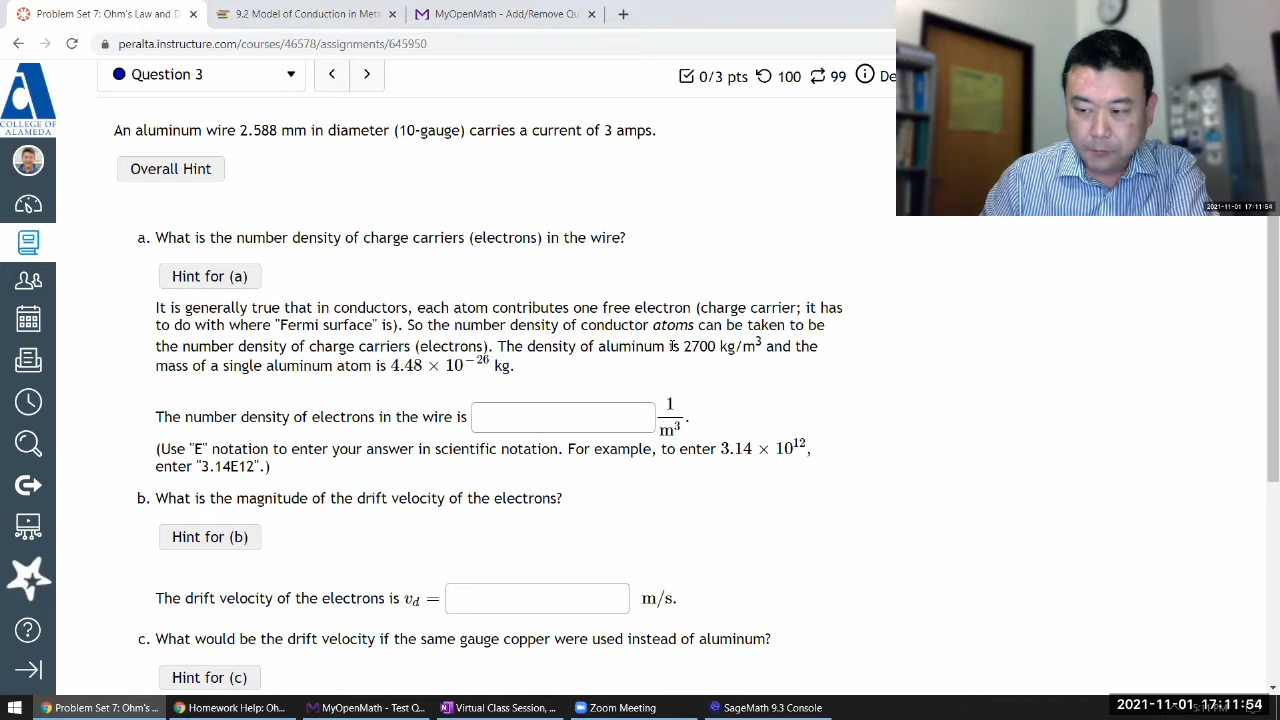 Problem Set 7: Ohm's Law and D
9.2 Model of Conduction in Meta
MyOpenMath - Add/Remove Qu
peralta.instructure.com/courses/46578/assignments/645950
COLLEGE OF
ALAMEDA
Question 3
0/3 pts
100
99
De
2021-11-01 17:11:54
An aluminum wire 2.588 mm in diameter (10-gauge) carries a current of 3 amps.
Overall Hint
a. What is the number density of charge carriers (electrons) in the wire?
Hint for (a)
It is generally true that in conductors, each atom contributes one free electron (charge carrier; it has
to do with where "Fermi surface" is). So the number density of conductor atoms can be taken to be
the number density of charge carriers (electrons). The density of aluminum is 2700 kg/m³ and the
mass of a single aluminum atom is 4.48 × 10⁻²⁶ kg.
The number density of electrons in the wire is 1/m³.
(Use "E" notation to enter your answer in scientific notation. For example, to enter 3.14 × 10¹²,
enter "3.14E12".)
b. What is the magnitude of the drift velocity of the electrons?
Hint for (b)
The drift velocity of the electrons is v_d = m/s.
c. What would be the drift velocity if the same gauge copper were used instead of aluminum?
Hint for (c)
Problem Set 7: Ohm's ...
Homework Help: Oh...
MyOpenMath - Test Q...
Virtual Class Session, ...
Zoom Meeting
SageMath 9.3 Console
2021-11-01 17:11:54